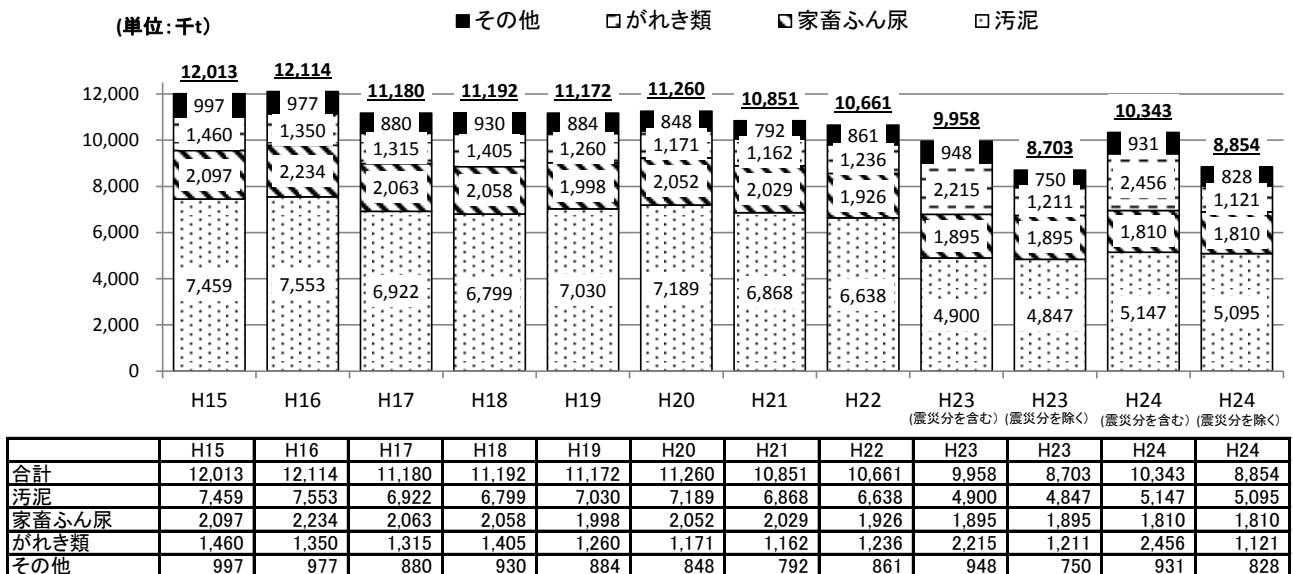 (単位:千t)
■その他 □がれき類 家畜ふん尿 汚泥
12,013 12,114 11,180 11,192 11,172 11,260 10,851 10,661 9,958 8,703 10,343 8,854
997 977 880 930 884 848 792 861 948 750 931 828
1,460 1,350 1,315 1,405 1,260 1,171 1,162 1,236 2,215 1,211 2,456 1,121
2,097 2,234 2,063 2,058 1,998 2,052 2,029 1,926 1,895 1,895 1,810 1,810
7,459 7,553 6,922 6,799 7,030 7,189 6,868 6,638 4,900 4,847 5,147 5,095
12,000
10,000
8,000
6,000
4,000
2,000
0
H15 H16 H17 H18 H19 H20 H21 H22 H23 H23 H24 H24
(震災分を含む) (震災分を除く) (震災分を含む) (震災分を除く)
H15 H16 H17 H18 H19 H20 H21 H22 H23 H23 H24 H24
合計 12,013 12,114 11,180 11,192 11,172 11,260 10,851 10,661 9,958 8,703 10,343 8,854
汚泥 7,459 7,553 6,922 6,799 7,030 7,189 6,868 6,638 4,900 4,847 5,147 5,095
家畜ふん尿 2,097 2,234 2,063 2,058 1,998 2,052 2,029 1,926 1,895 1,895 1,810 1,810
がれき類 1,460 1,350 1,315 1,405 1,260 1,171 1,162 1,236 2,215 1,211 2,456 1,121
その他 997 977 880 930 884 848 792 861 948 750 931 828